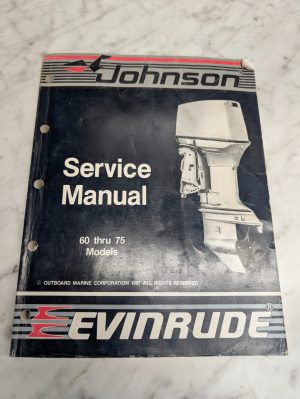 Johnson
Service
Manual
60 thru 75
Models
© OUTBOARD MARINE CORPORATION 1987 ALL RIGHTS RESERVED
EVINRUDE®